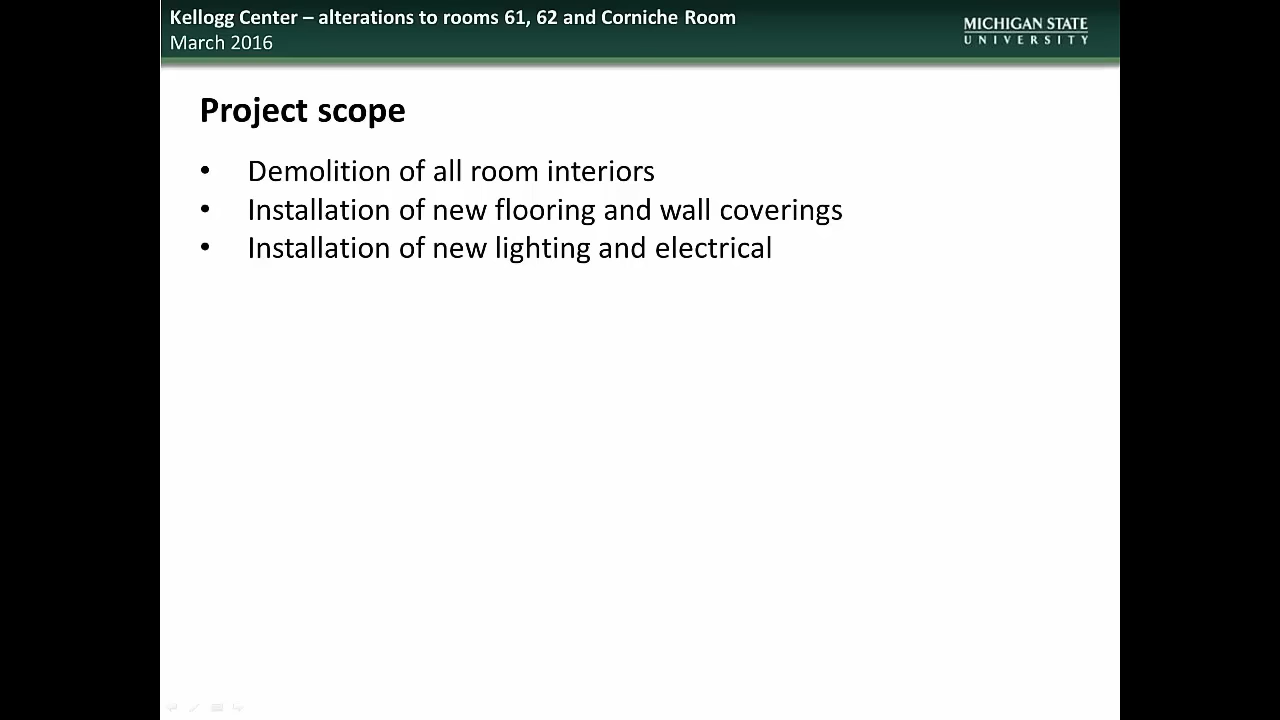 Kellogg Center – alterations to rooms 61, 62 and Corniche Room
March 2016
MICHIGAN STATE
UNIVERSITY
Project scope
• Demolition of all room interiors
• Installation of new flooring and wall coverings
• Installation of new lighting and electrical